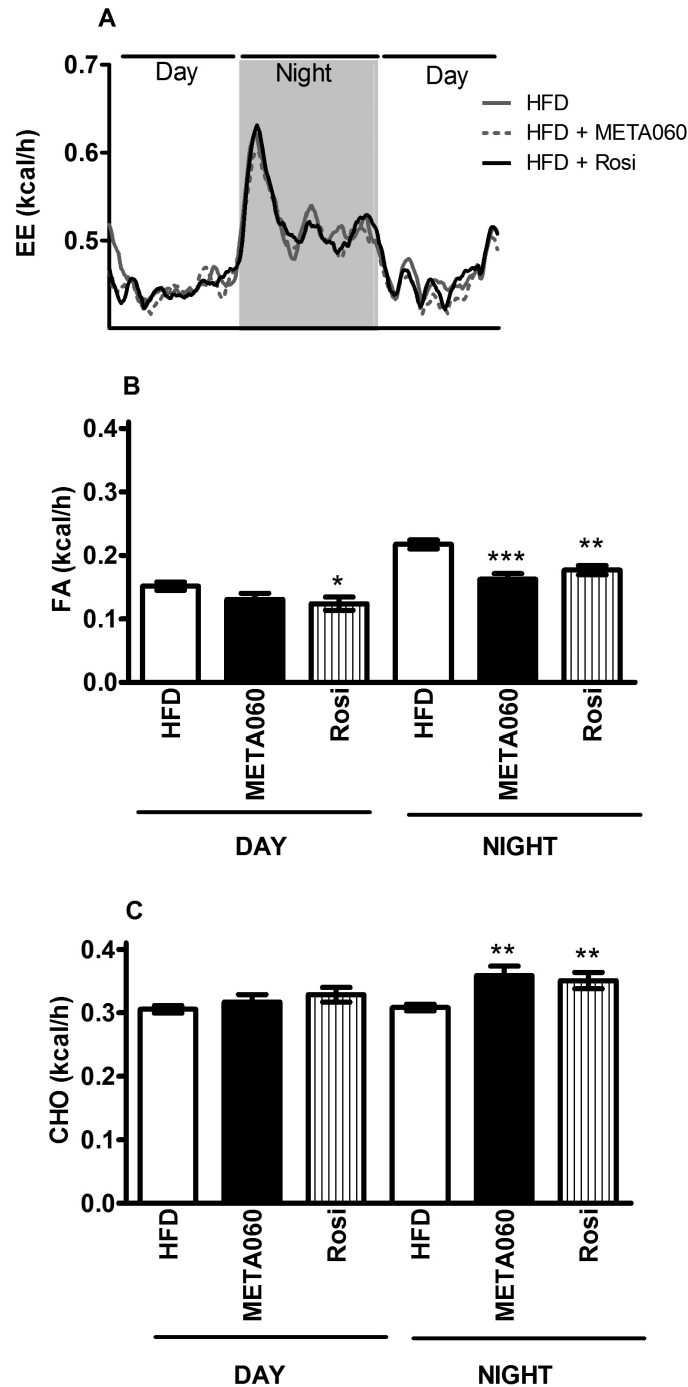 A
0.7
0.6
0.5
EE (kcal/h)
Day Night Day
HFD
HFD + META060
HFD + Rosi
B
0.4
0.3
0.2
0.1
0.0
FA (kcal/h)
* *** **
HFD META060 Rosi HFD META060 Rosi
DAY NIGHT
C
0.4
0.3
0.2
0.1
0.0
CHO (kcal/h)
** **
HFD META060 Rosi HFD META060 Rosi
DAY NIGHT